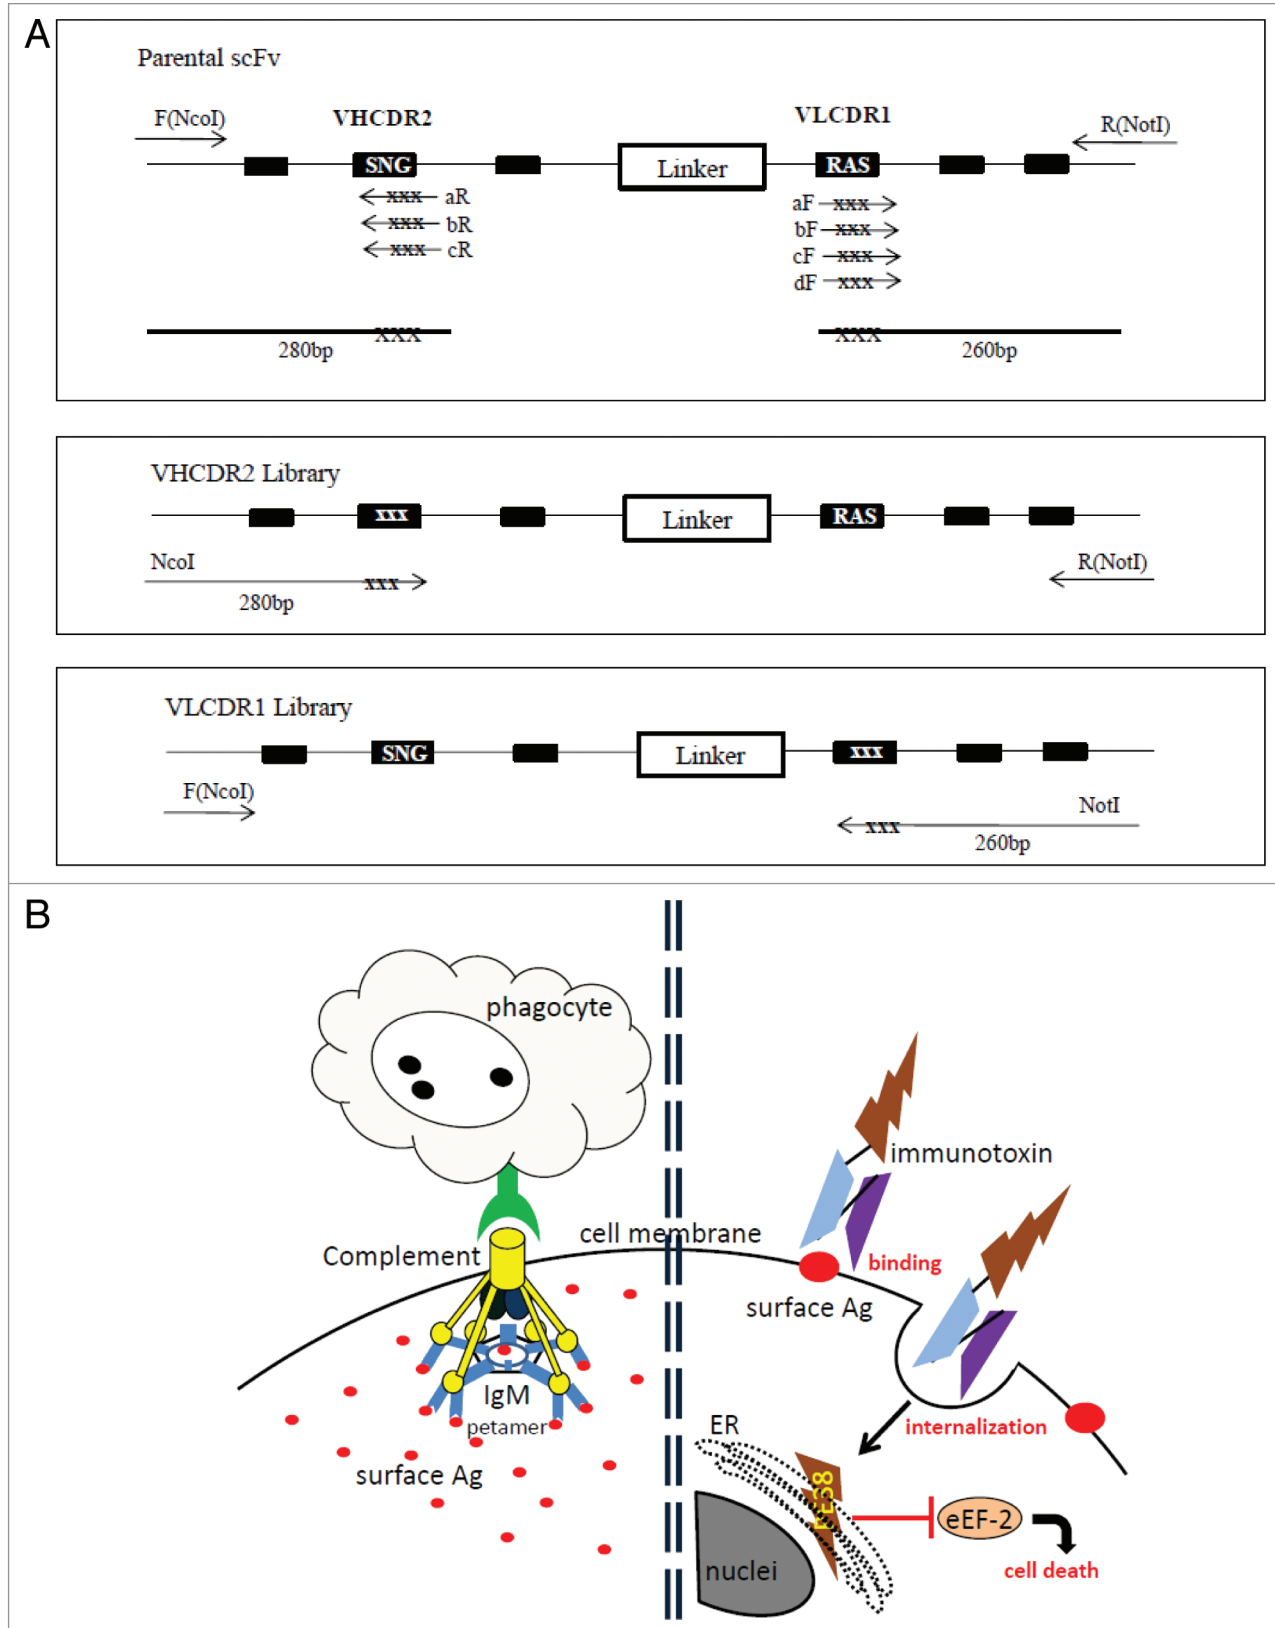 A
Parental scFv
F(NcoI)
VHCDR2
VLCDR1
R(NotI)
SNG
Linker
RAS
xxx aR
xxx bR
xxx cR
aF xxx
bF xxx
cF xxx
dF xxx
XXX
280bp
XXX
260bp
VHCDR2 Library
xxx
Linker
RAS
NcoI
R(NotI)
xxx
280bp
VLCDR1 Library
SNG
Linker
xxx
F(NcoI)
NotI
xxx
260bp
B
phagocyte
immunotoxin
cell membrane
Complement
binding
surface Ag
IgM
petamer
internalization
ER
surface Ag
eEF-2
nuclei
cell death